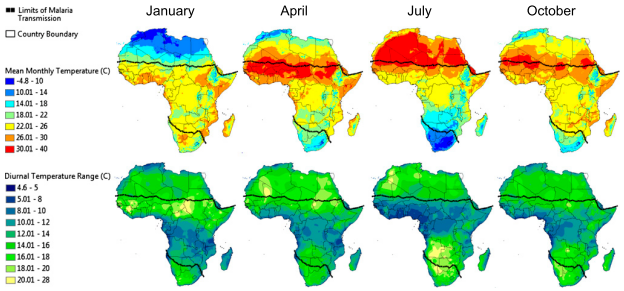 January April July October
Limits of Malaria
Transmission
Country Boundary
Mean Monthly Temperature (C)
-4.8 - 10
10.01 - 14
14.01 - 18
18.01 - 22
22.01 - 26
26.01 - 30
30.01 - 40
Diurnal Temperature Range (C)
4.6 - 5
5.01 - 8
8.01 - 10
10.01 - 12
12.01 - 14
14.01 - 16
16.01 - 18
18.01 - 20
20.01 - 28